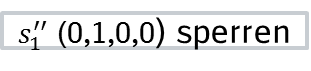 s₁′′ (0,1,0,0) sperren